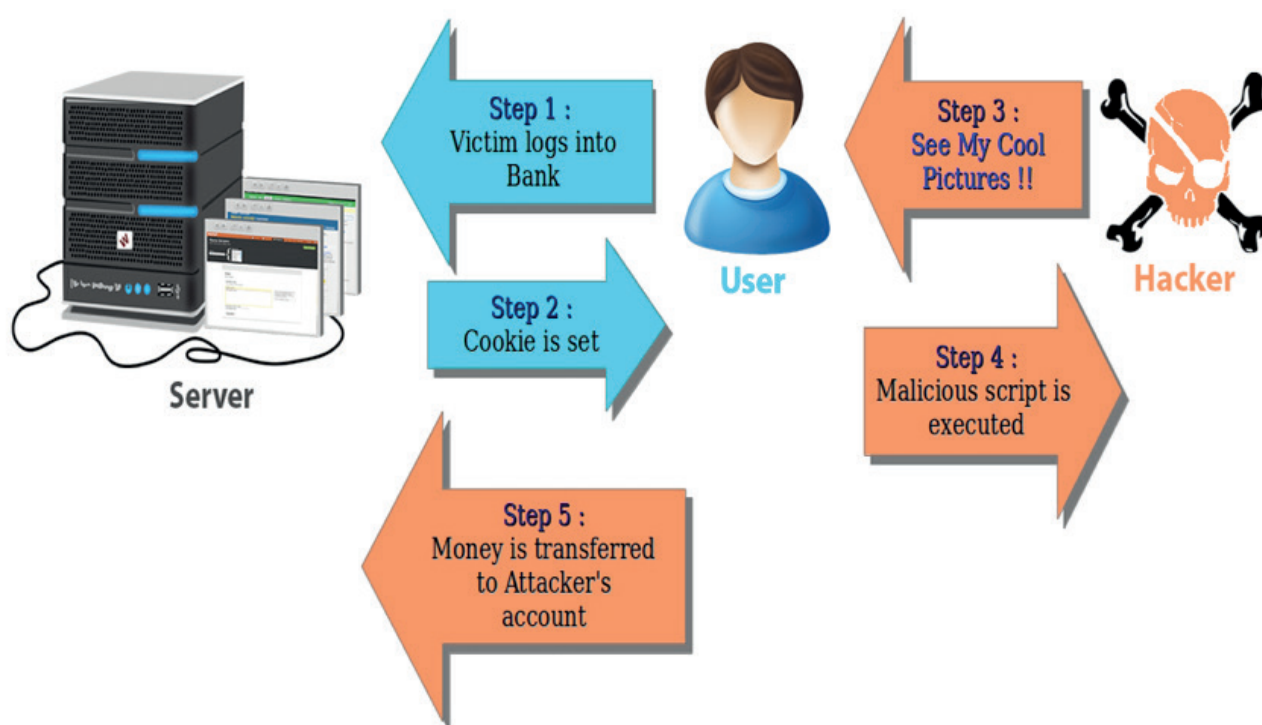 Step 1 :
Victim logs into
Bank
Step 2 :
Cookie is set
Server
User
Step 3 :
See My Cool
Pictures !!
Hacker
Step 4 :
Malicious script is
executed
Step 5 :
Money is transferred
to Attacker's
account